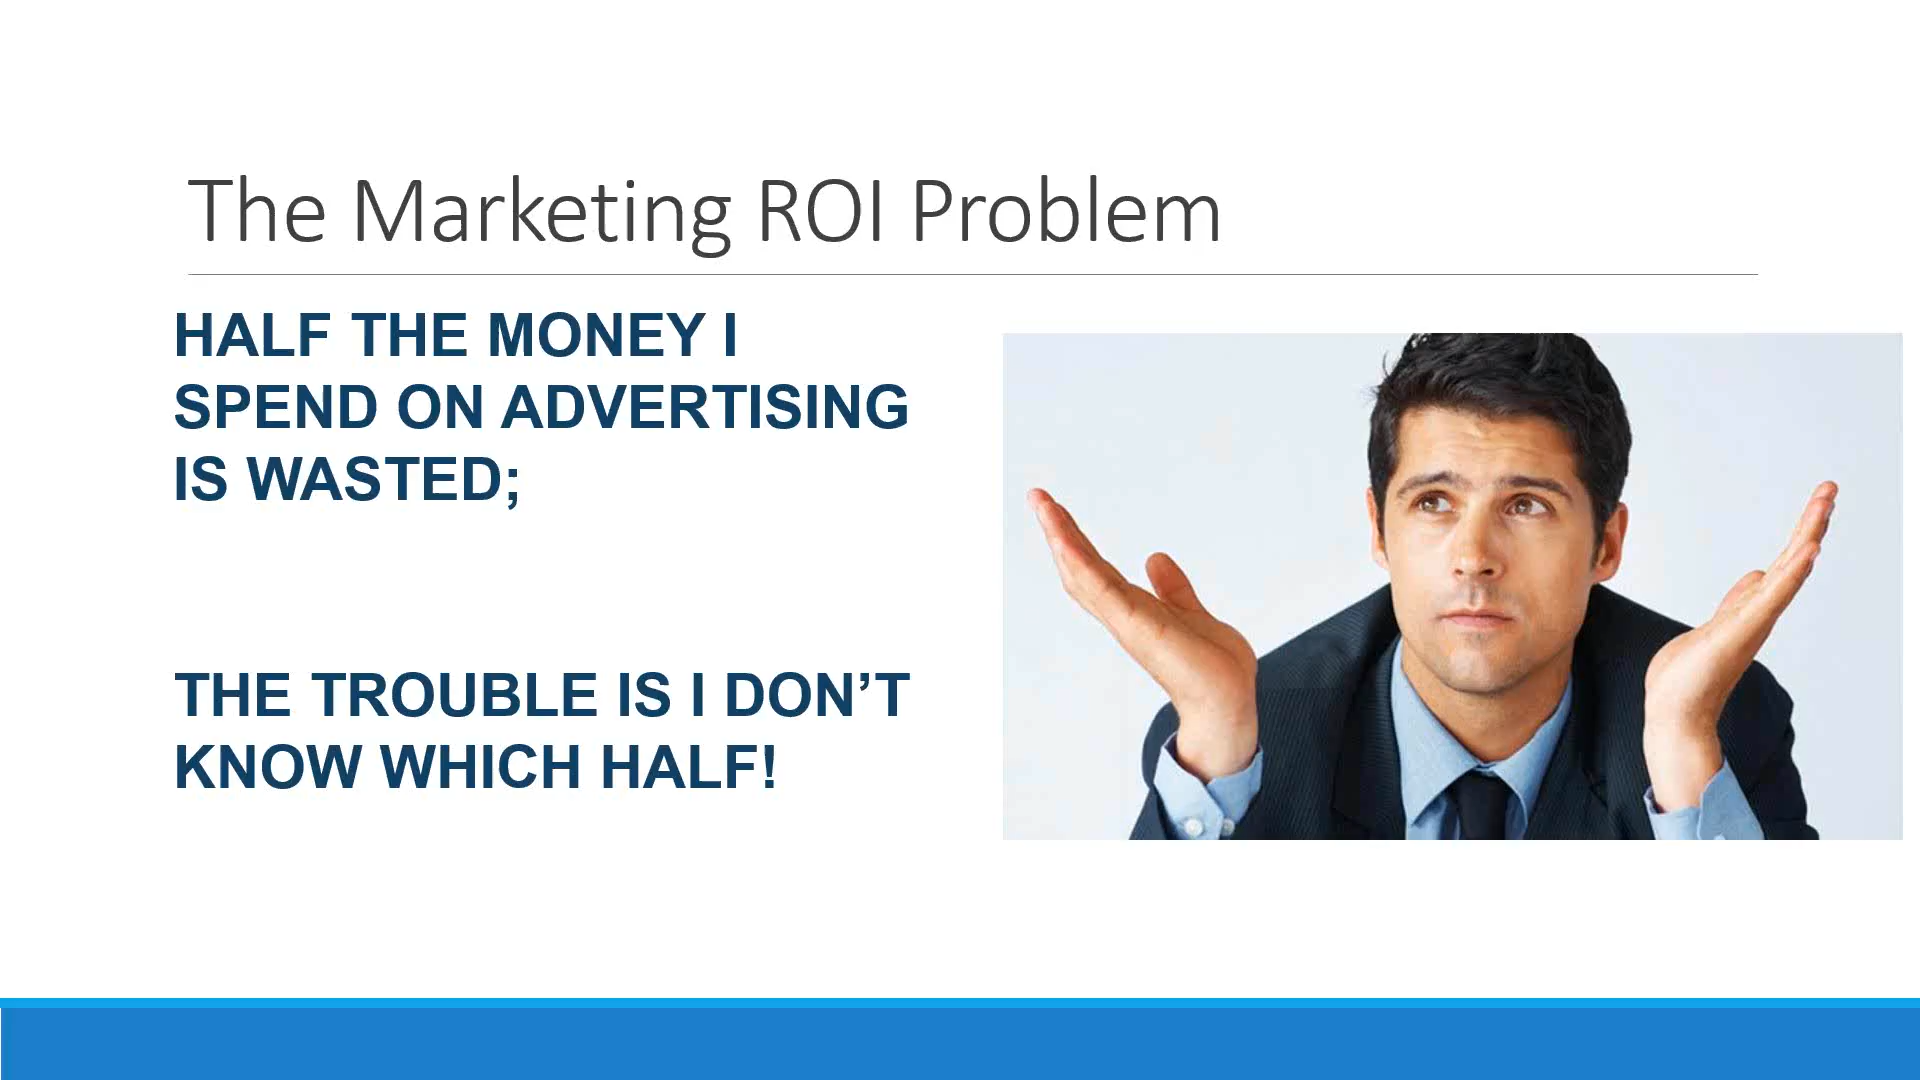 The Marketing ROI Problem
HALF THE MONEY I
SPEND ON ADVERTISING
IS WASTED;
THE TROUBLE IS I DON’T
KNOW WHICH HALF!